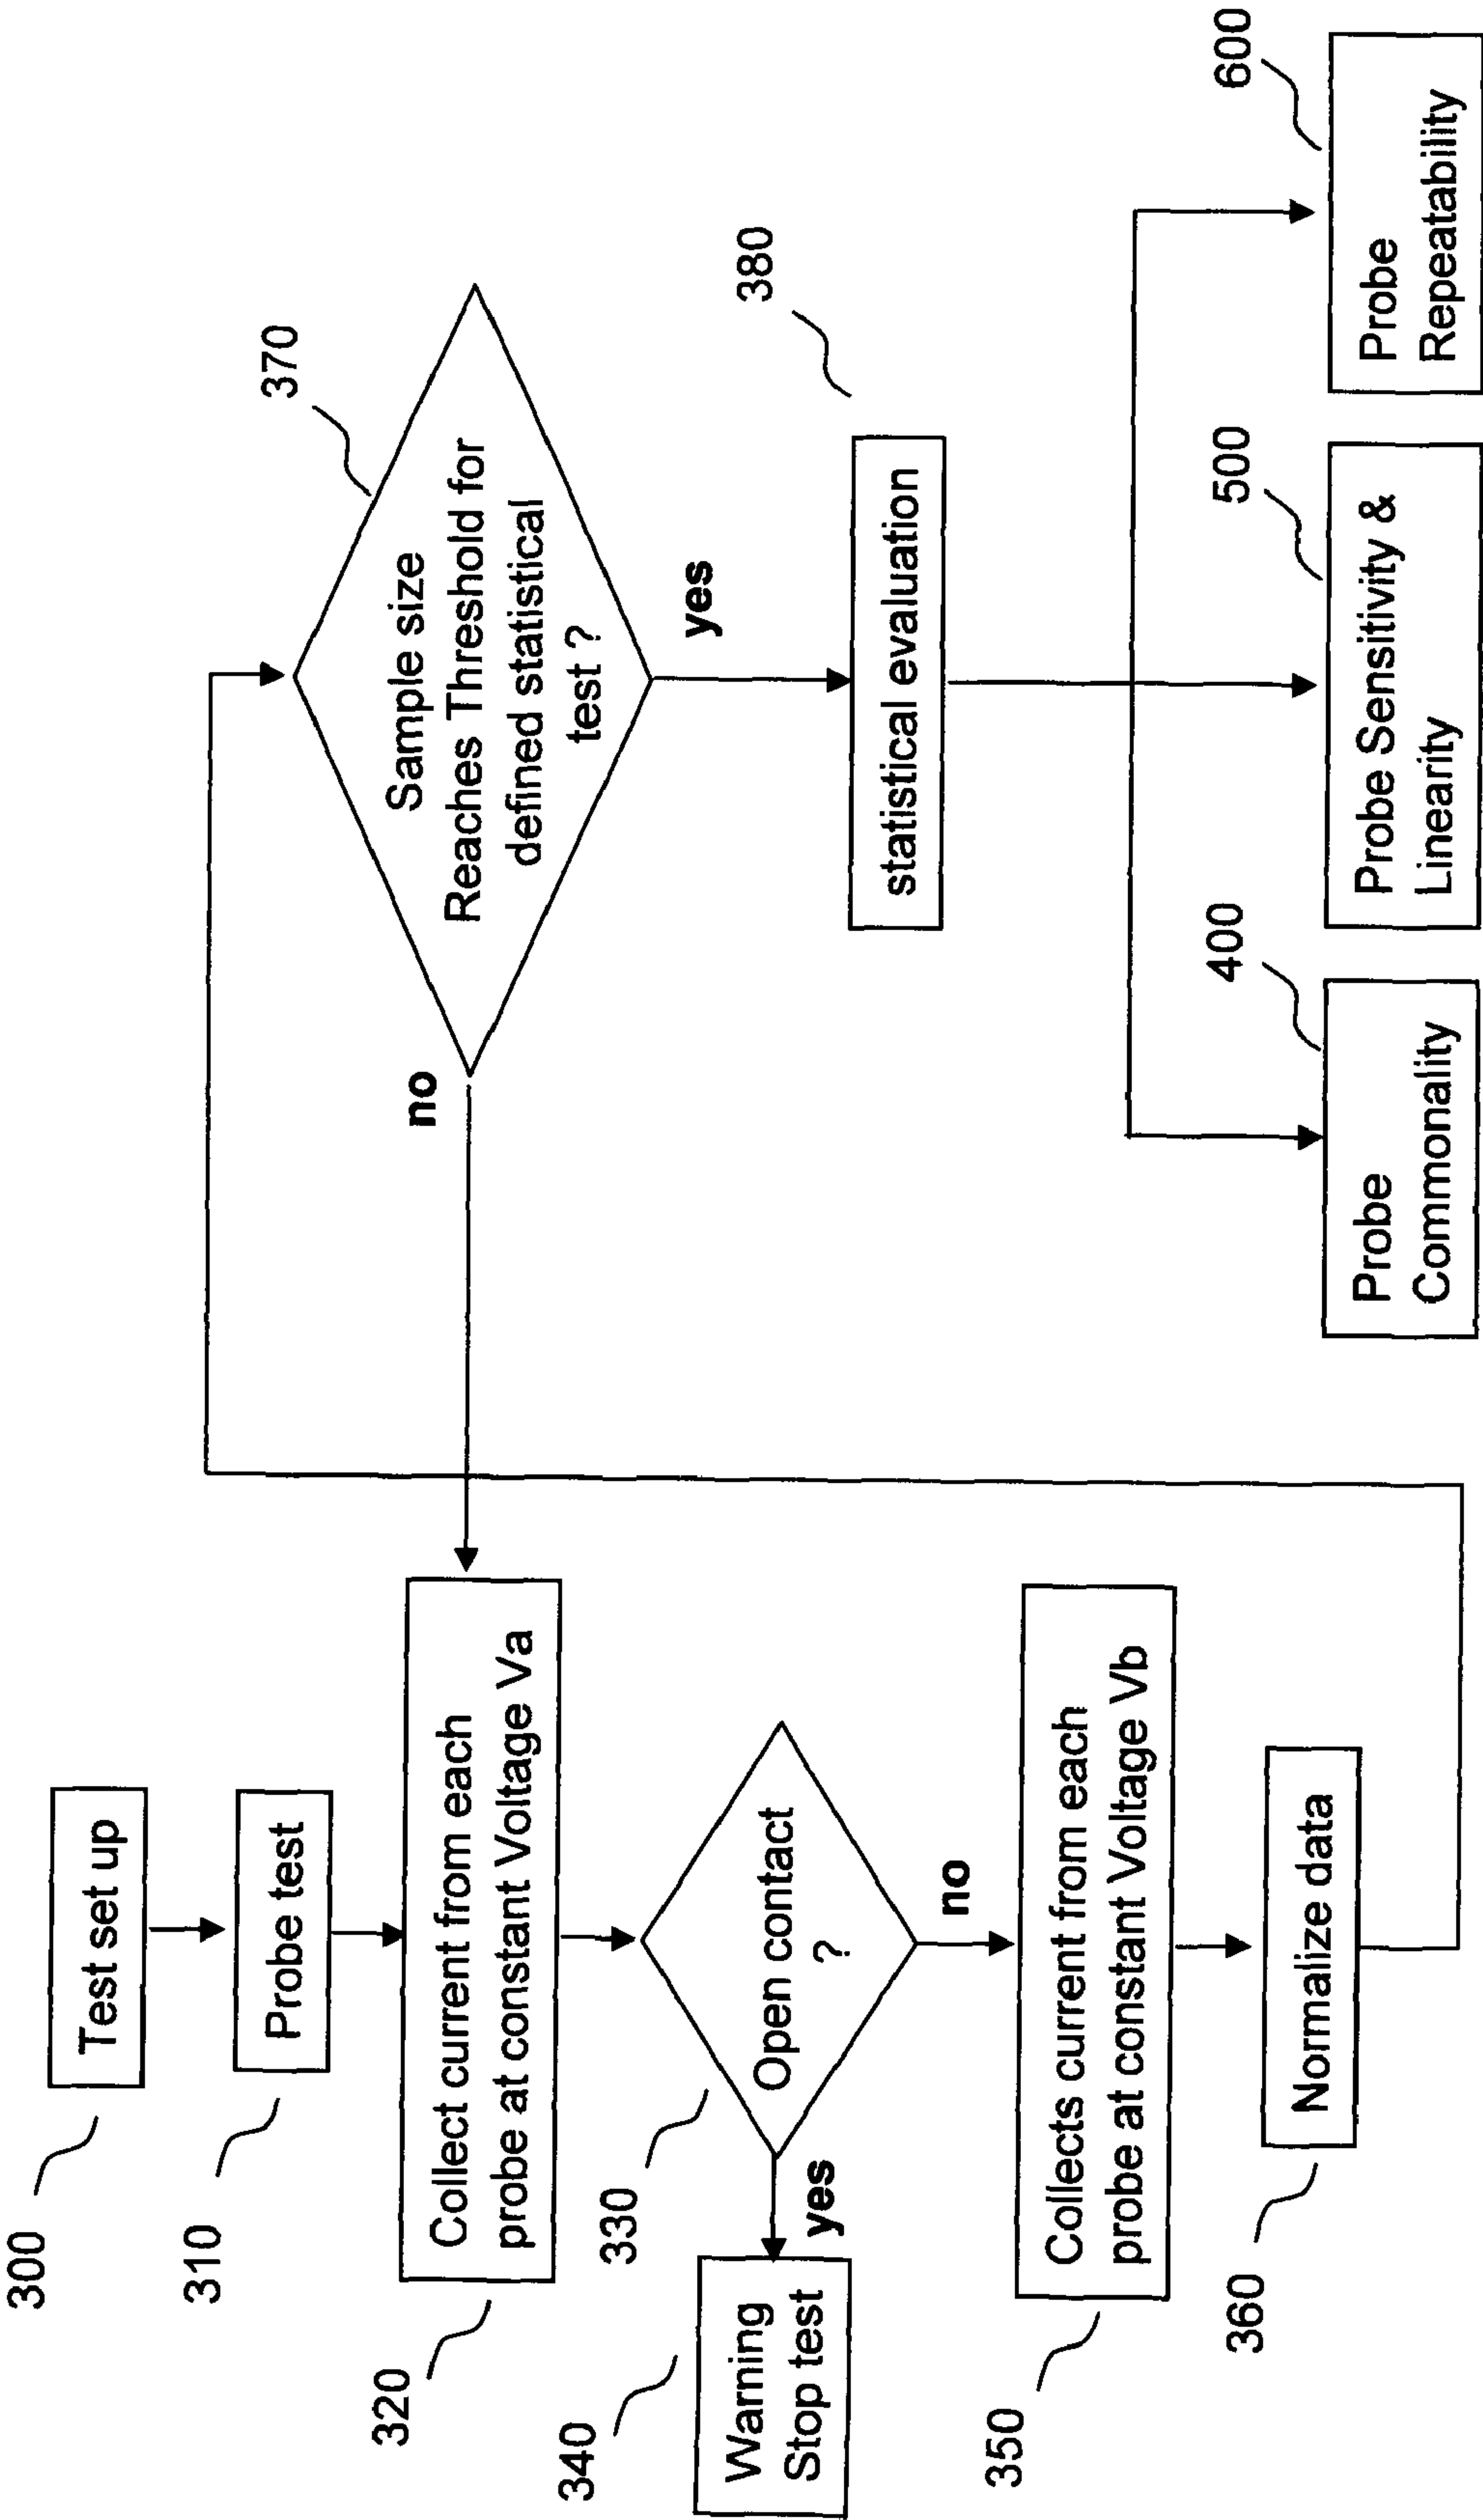 300
Test set up
310
Probe test
320
Collect current from each
probe at constant Voltage Va
330
Open contact
?
yes
340
Warning
Stop test
no
350
Collects current from each
probe at constant Voltage Vb
360
Normalize data
370
Sample size
Reaches Threshold for
defined statistical
test ?
no
yes
380
statistical evaluation
400
Probe
Commonality
500
Probe Sensitivity &
Linearity
600
Probe
Repeatability